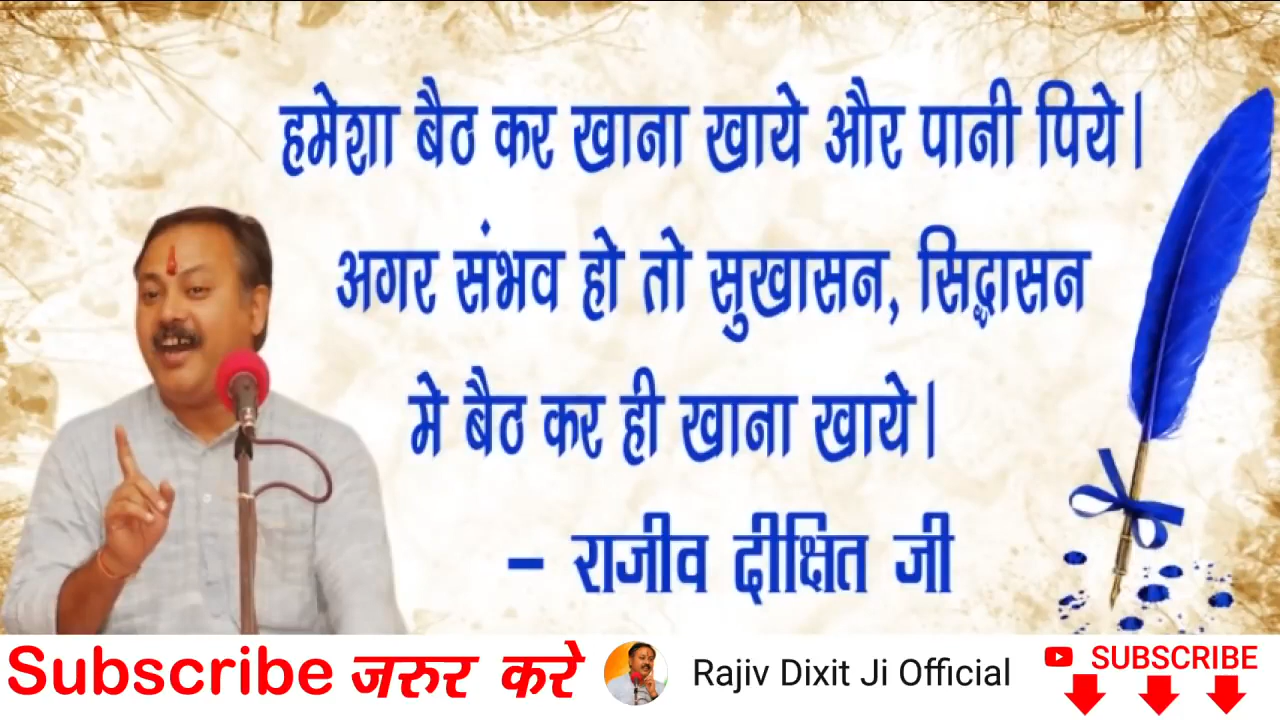 हमेशा बैठ कर खाना खाये और पानी पिये।
अगर संभव हो तो सुखासन, सिद्धासन
मे बैठ कर ही खाना खाये।
– राजीव दीक्षित जी
Subscribe जरुर करे Rajiv Dixit Ji Official SUBSCRIBE